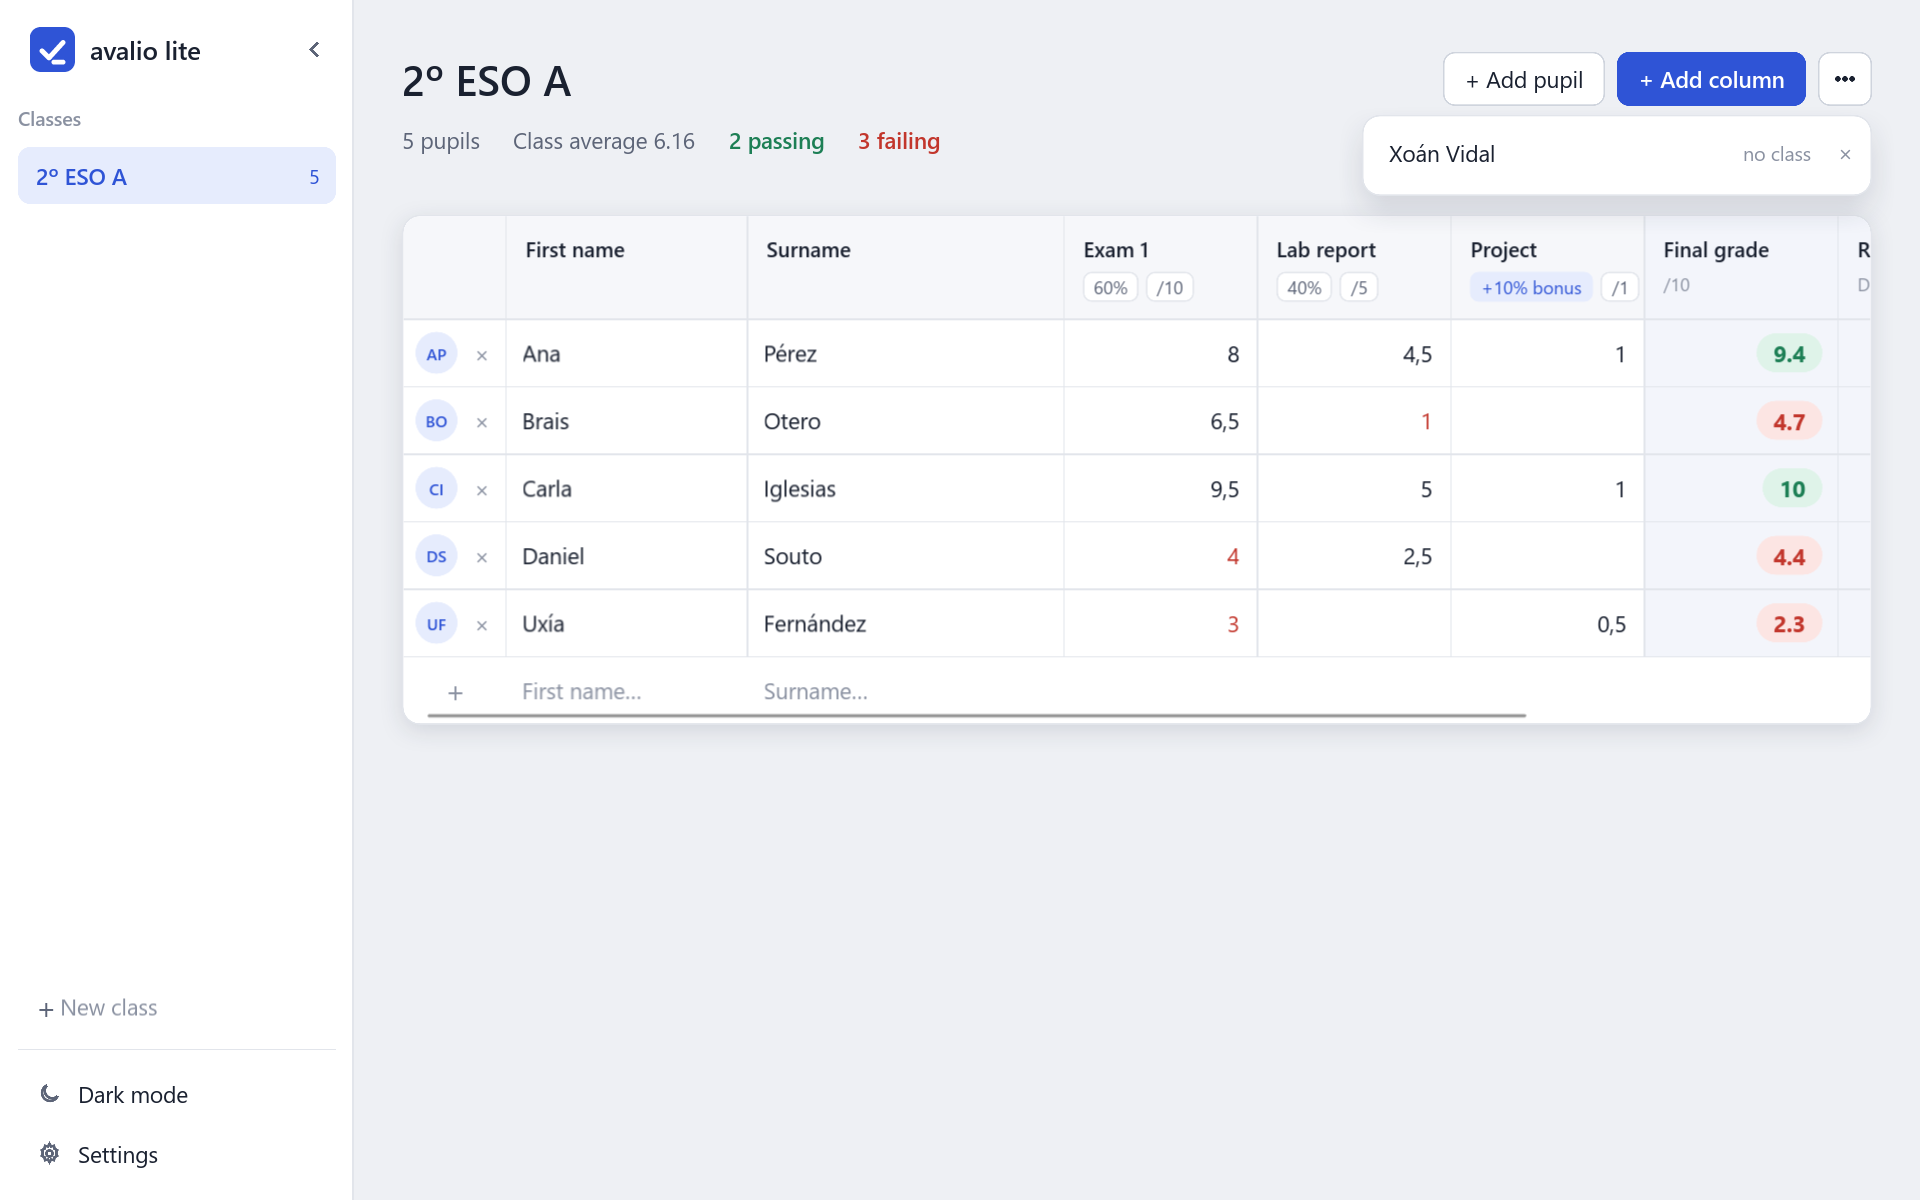 avalio lite
Classes
2º ESO A 5
+ New class
Dark mode
Settings
2º ESO A
+ Add pupil
+ Add column
•••
5 pupils Class average 6.16 2 passing 3 failing
Xoán Vidal no class ×
First name Surname Exam 1 Lab report Project Final grade R
60% /10 40% /5 +10% bonus /1 /10 D
AP × Ana Pérez 8 4,5 1 9.4
BO × Brais Otero 6,5 1 4.7
CI × Carla Iglesias 9,5 5 1 10
DS × Daniel Souto 4 2,5 4.4
UF × Uxía Fernández 3 0,5 2.3
+ First name... Surname...